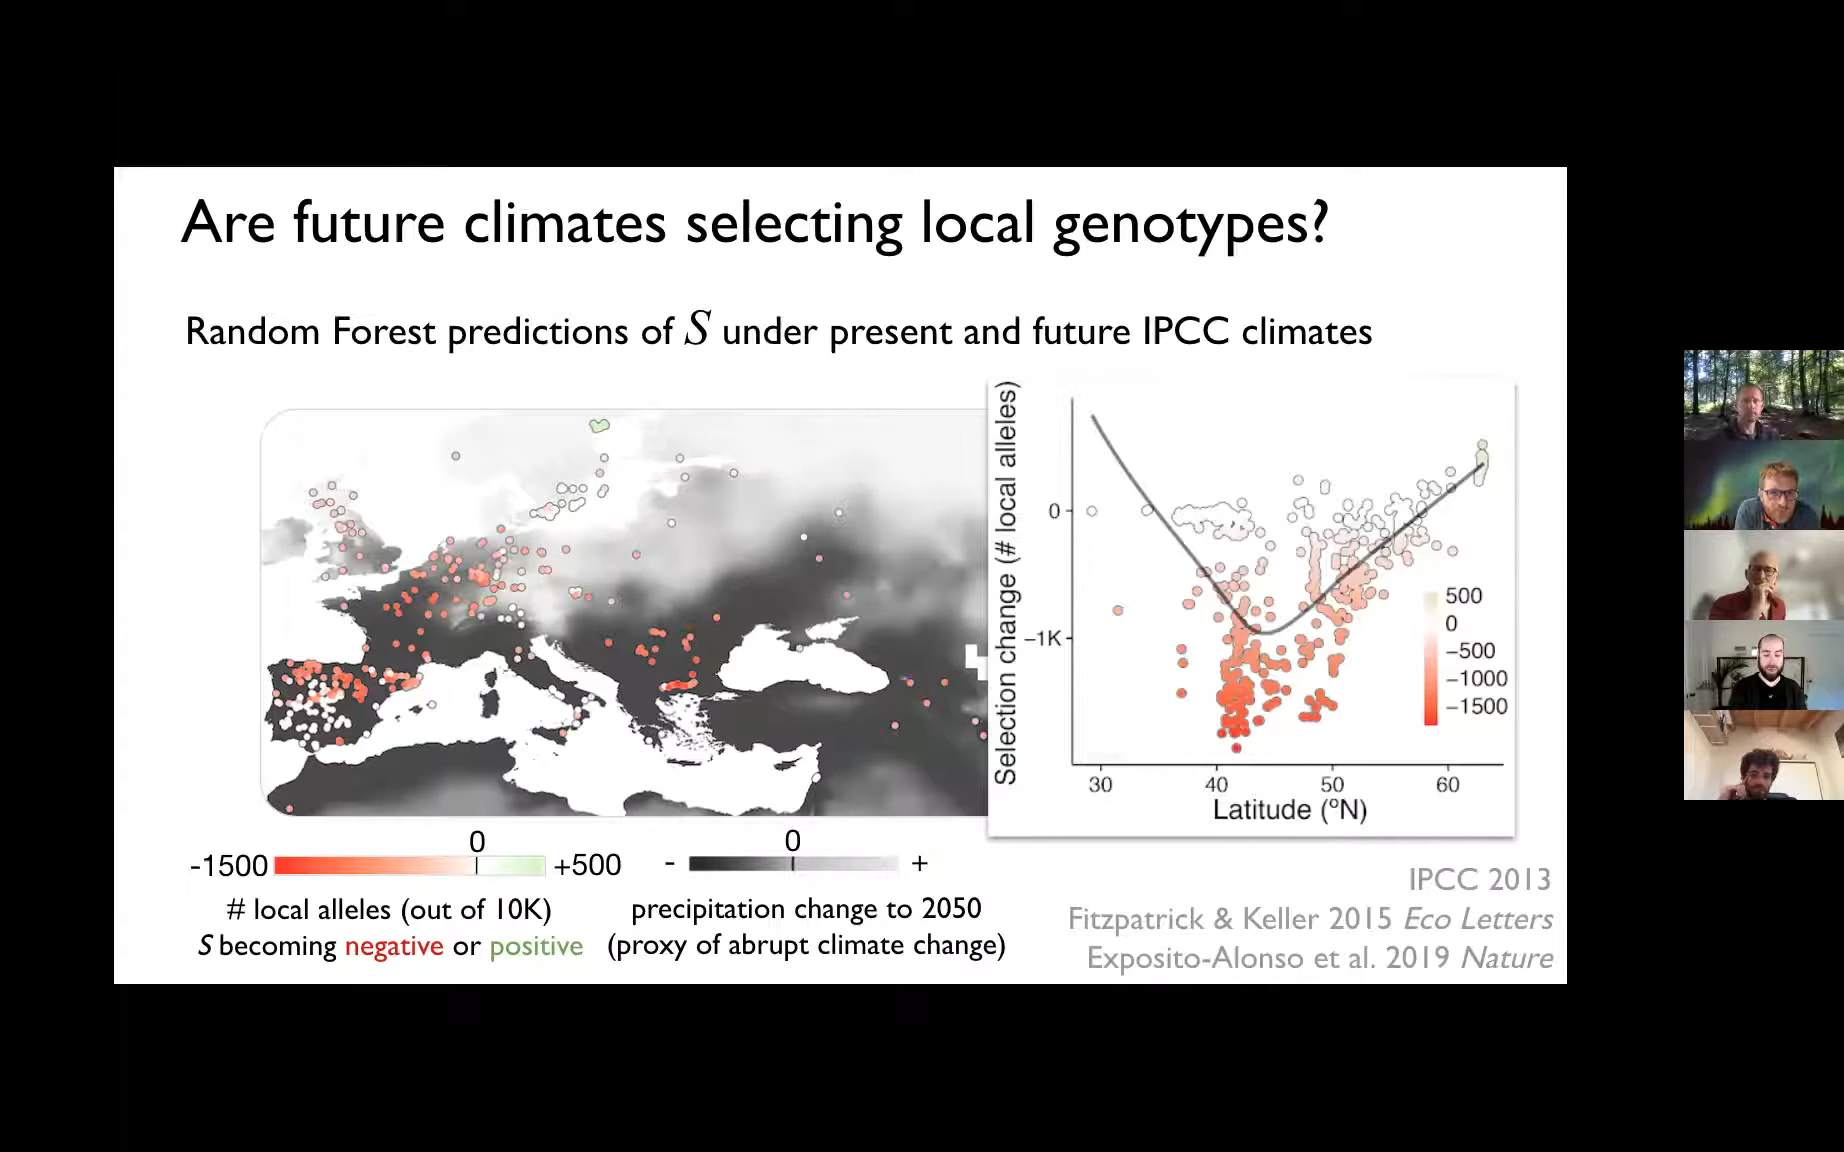 Are future climates selecting local genotypes?
Random Forest predictions of S under present and future IPCC climates
Selection change (# local alleles)
0
−1K
500
0
−500
−1000
−1500
30 40 50 60
Latitude (ºN)
0
-1500 +500
# local alleles (out of 10K)
S becoming negative or positive
0
- +
precipitation change to 2050
(proxy of abrupt climate change)
IPCC 2013
Fitzpatrick & Keller 2015 Eco Letters
Exposito-Alonso et al. 2019 Nature